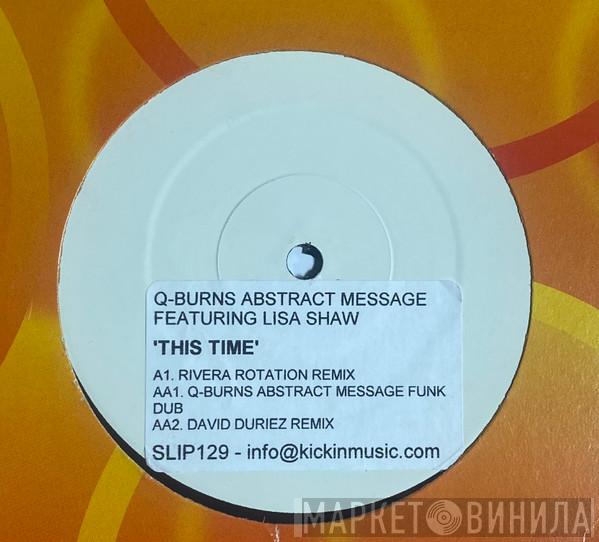 Q-BURNS ABSTRACT MESSAGE
FEATURING LISA SHAW
'THIS TIME'
A1. RIVERA ROTATION REMIX
AA1. Q-BURNS ABSTRACT MESSAGE FUNK
DUB
AA2. DAVID DURIEZ REMIX
SLIP129 - info@kickinmusic.com
МАРКЕТ ВИНИЛА